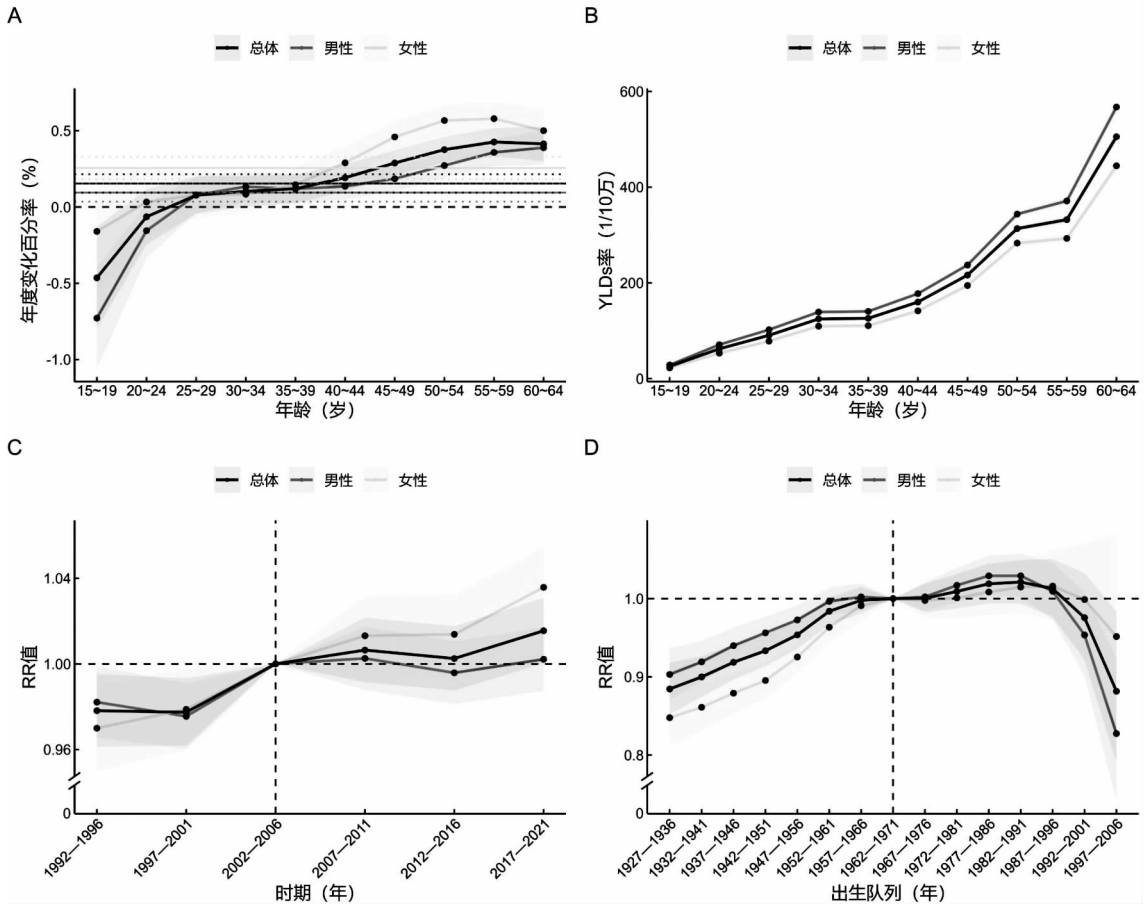 A
总体 男性 女性
年度变化百分率（%）
0.5
0.0
-0.5
-1.0
15~19 20~24 25~29 30~34 35~39 40~44 45~49 50~54 55~59 60~64
年龄（岁）
B
总体 男性 女性
YLDs率（1/10万）
600
400
200
0
15~19 20~24 25~29 30~34 35~39 40~44 45~49 50~54 55~59 60~64
年龄（岁）
C
总体 男性 女性
RR值
1.04
1.00
0.96
0
1992—1996 1997—2001 2002—2006 2007—2011 2012—2016 2017—2021
时期（年）
D
总体 男性 女性
RR值
1.0
0.9
0.8
0
1927—1936 1932—1941 1937—1946 1942—1951 1947—1956 1952—1961 1957—1966 1962—1971 1967—1976 1972—1981 1977—1986 1982—1991 1987—1996 1992—2001 1997—2006
出生队列（年）